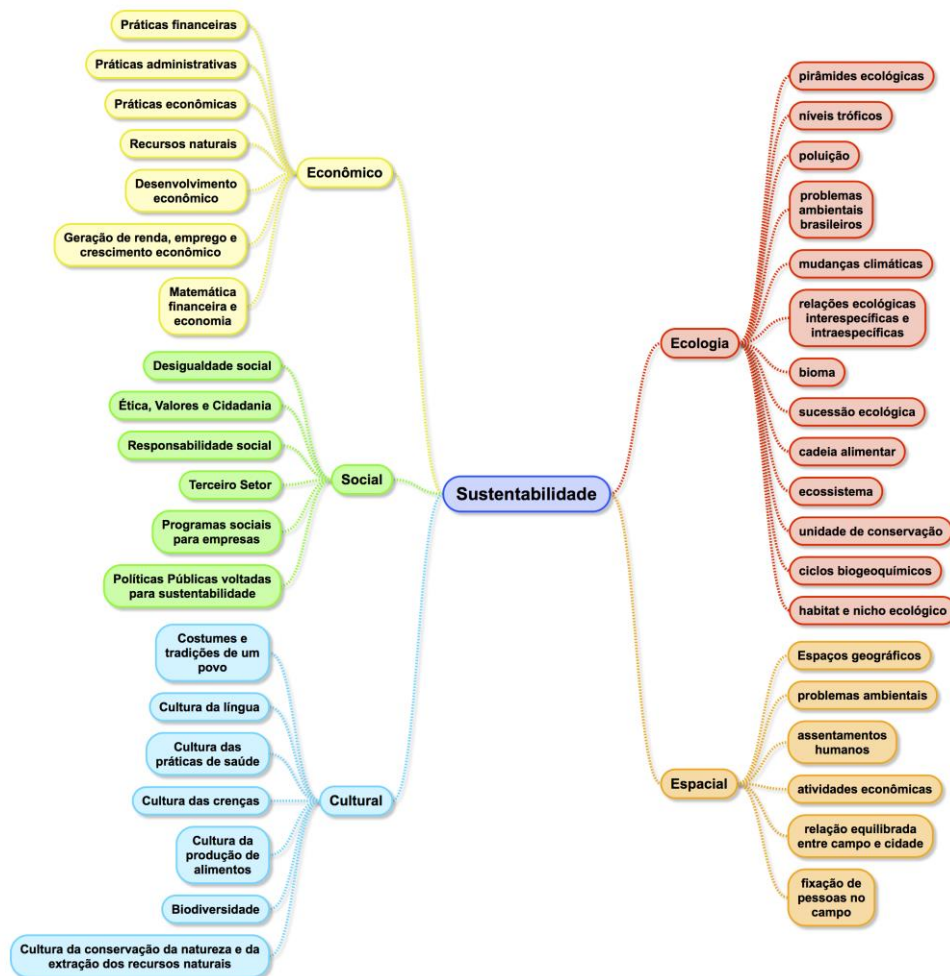 Práticas financeiras
Práticas administrativas
Práticas econômicas
Recursos naturais
Desenvolvimento
econômico
Geração de renda, emprego e
crescimento econômico
Matemática
financeira e
economia
Econômico
Desigualdade social
Ética, Valores e Cidadania
Responsabilidade social
Terceiro Setor
Programas sociais
para empresas
Políticas Públicas voltadas
para sustentabilidade
Social
Costumes e
tradições de um
povo
Cultura da língua
Cultura das
práticas de saúde
Cultura das crenças
Cultura da
produção de
alimentos
Biodiversidade
Cultura da conservação da natureza e da
extração dos recursos naturais
Cultural
Sustentabilidade
Ecologia
pirâmides ecológicas
níveis tróficos
poluição
problemas
ambientais
brasileiros
mudanças climáticas
relações ecológicas
interespecíficas e
intraespecíficas
bioma
sucessão ecológica
cadeia alimentar
ecossistema
unidade de conservação
ciclos biogeoquímicos
habitat e nicho ecológico
Espacial
Espaços geográficos
problemas ambientais
assentamentos
humanos
atividades econômicas
relação equilibrada
entre campo e cidade
fixação de
pessoas no
campo